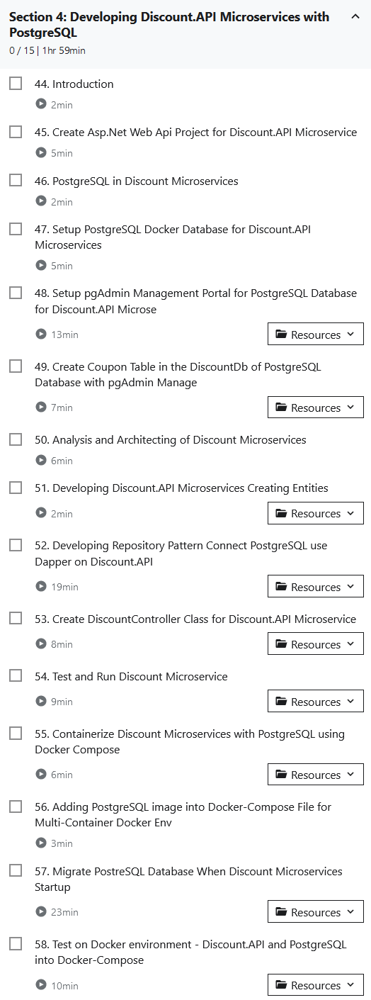 Section 4: Developing Discount.API Microservices with
PostgreSQL
0 / 15 | 1hr 59min
44. Introduction
2min
45. Create Asp.Net Web Api Project for Discount.API Microservice
5min
46. PostgreSQL in Discount Microservices
2min
47. Setup PostgreSQL Docker Database for Discount.API
Microservices
5min
48. Setup pgAdmin Management Portal for PostgreSQL Database
for Discount.API Microse
13min Resources
49. Create Coupon Table in the DiscountDb of PostgreSQL
Database with pgAdmin Manage
7min Resources
50. Analysis and Architecting of Discount Microservices
6min
51. Developing Discount.API Microservices Creating Entities
2min Resources
52. Developing Repository Pattern Connect PostgreSQL use
Dapper on Discount.API
19min Resources
53. Create DiscountController Class for Discount.API Microservice
8min Resources
54. Test and Run Discount Microservice
9min Resources
55. Containerize Discount Microservices with PostgreSQL using
Docker Compose
6min Resources
56. Adding PostgreSQL image into Docker-Compose File for
Multi-Container Docker Env
3min
57. Migrate PostreSQL Database When Discount Microservices
Startup
23min Resources
58. Test on Docker environment - Discount.API and PostgreSQL
into Docker-Compose
10min Resources